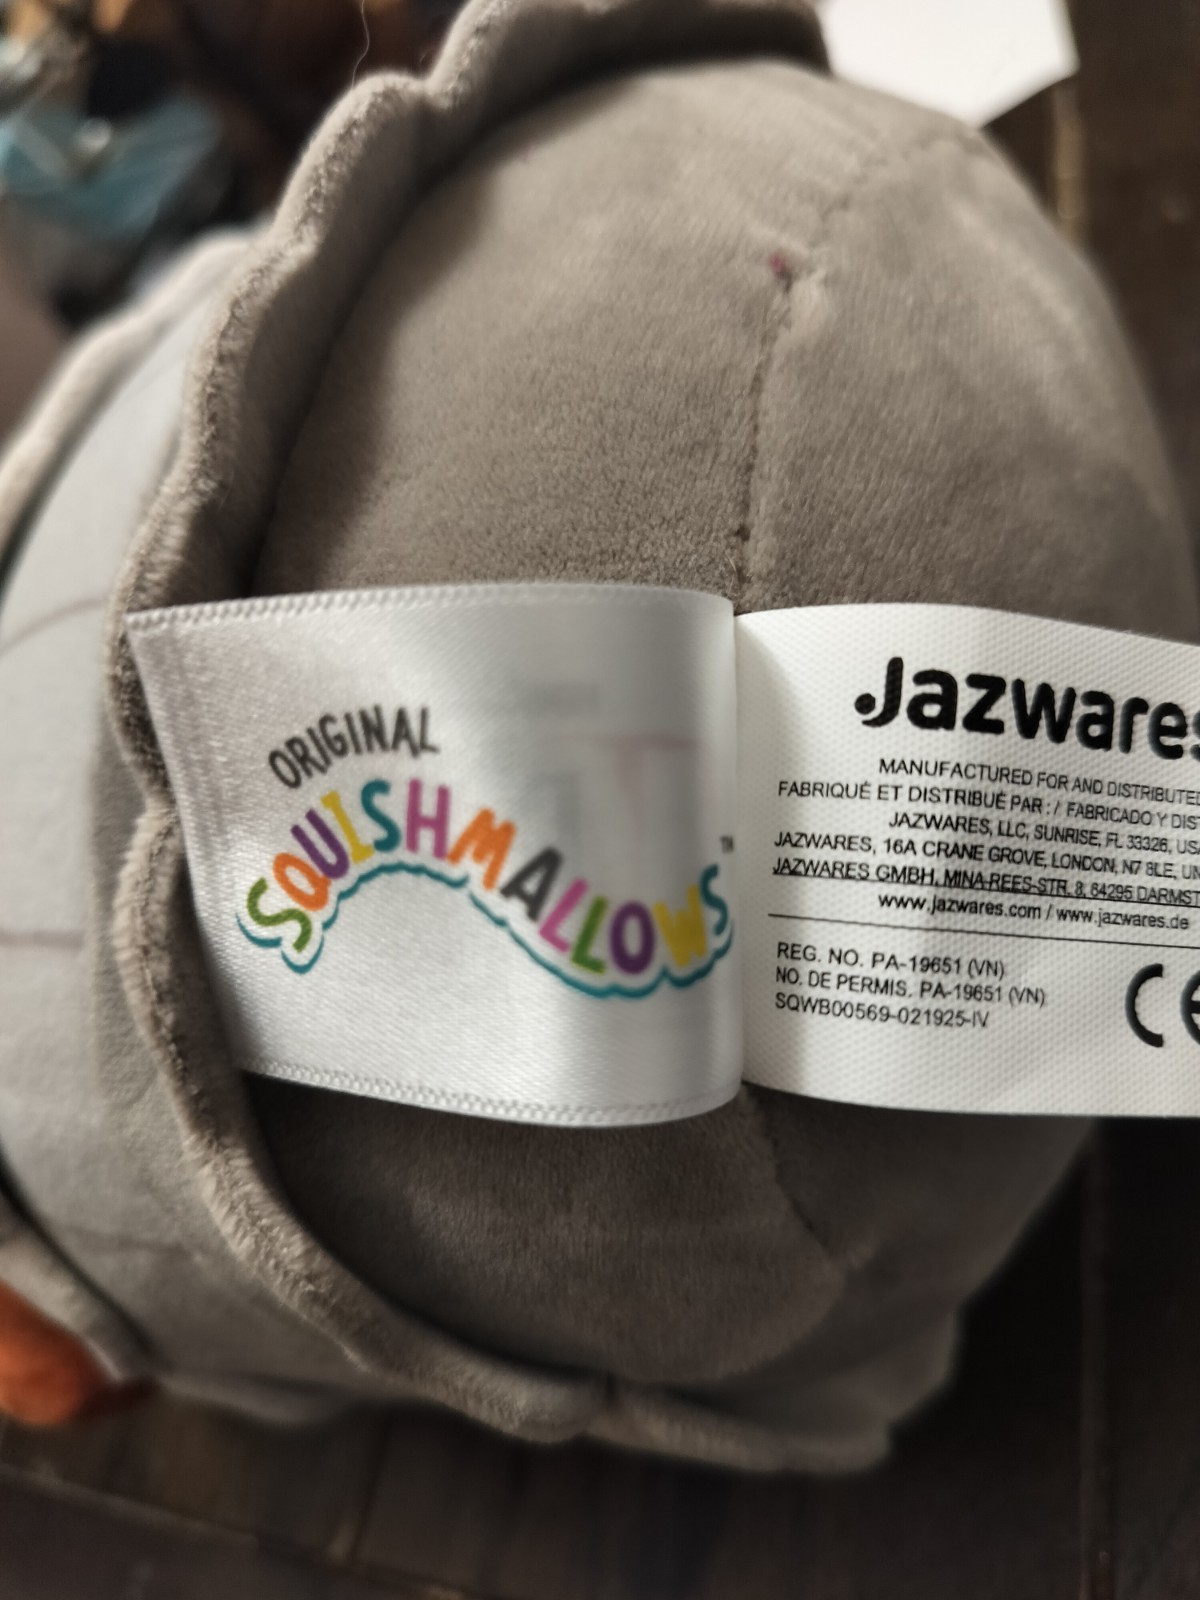 ORIGINAL
SQUISHMALLOWS
TM
Jazwares
MANUFACTURED FOR AND DISTRIBUTED
FABRIQUÉ ET DISTRIBUÉ PAR : / FABRICADO Y DIST
JAZWARES, LLC, SUNRISE, FL 33326, USA
JAZWARES, 16A CRANE GROVE, LONDON, N7 8LE, UN
JAZWARES GMBH, MINA-REES-STR. 8, 64295 DARMST
www.jazwares.com / www.jazwares.de
REG. NO. PA-19651 (VN)
NO. DE PERMIS. PA-19651 (VN)
SQWB00569-021925-IV
CE